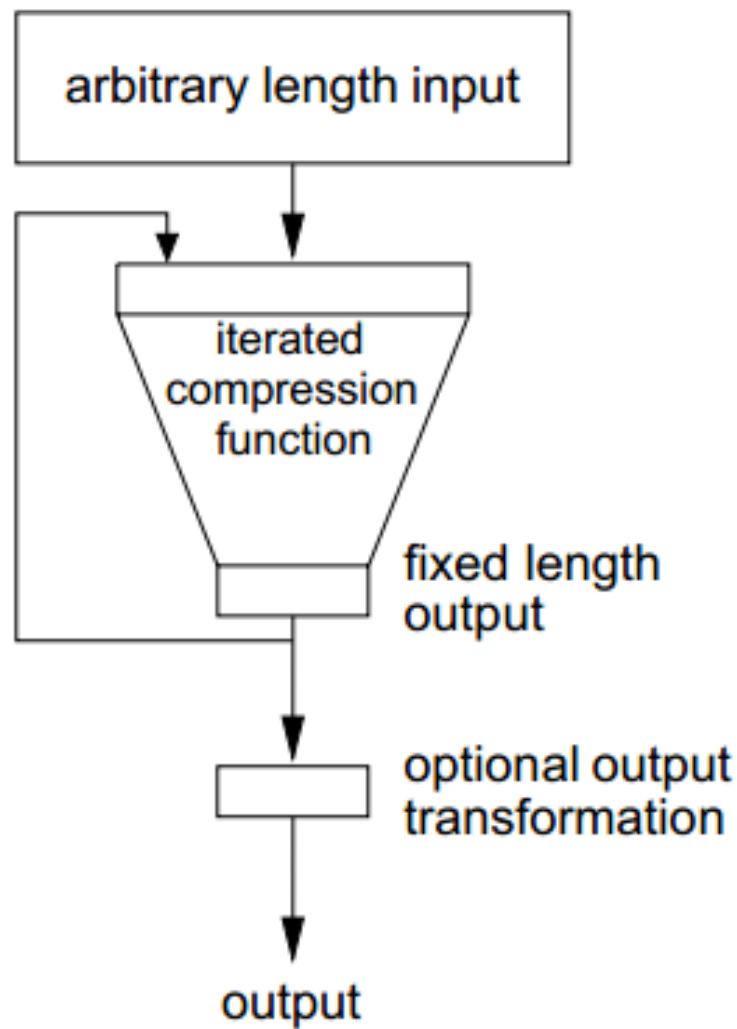 arbitrary length input
iterated
compression
function
fixed length
output
optional output
transformation
output